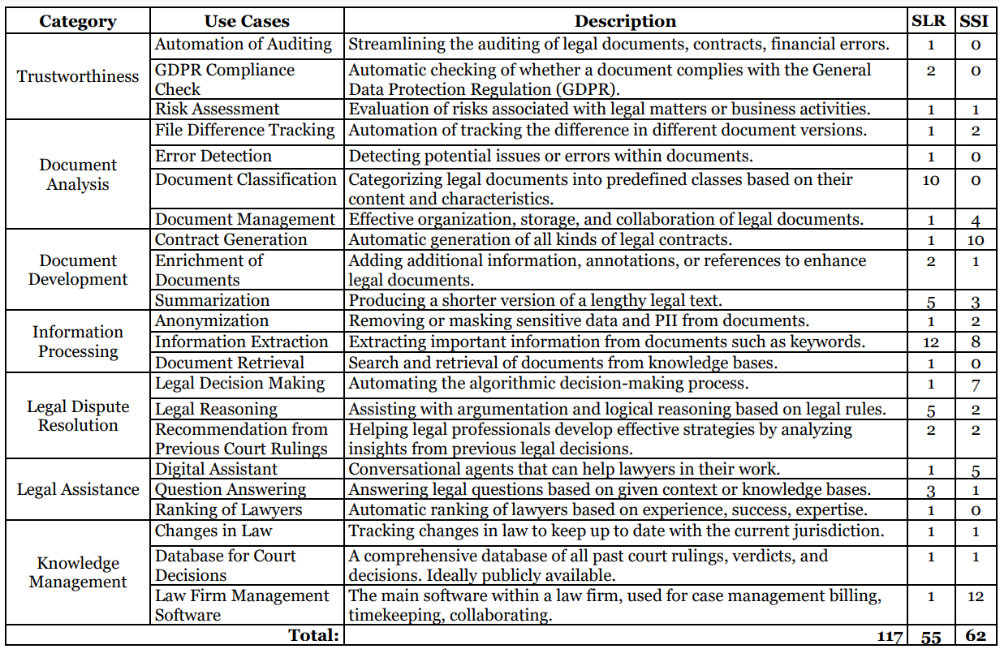 Category Use Cases Description SLR SSI
Trustworthiness
Automation of Auditing Streamlining the auditing of legal documents, contracts, financial errors. 1 0
GDPR Compliance Automatic checking of whether a document complies with the General 2 0
Check Data Protection Regulation (GDPR).
Risk Assessment Evaluation of risks associated with legal matters or business activities. 1 1
Document
Analysis
File Difference Tracking Automation of tracking the difference in different document versions. 1 2
Error Detection Detecting potential issues or errors within documents. 1 0
Document Classification Categorizing legal documents into predefined classes based on their 10 0
content and characteristics.
Document Management Effective organization, storage, and collaboration of legal documents. 1 4
Document
Development
Contract Generation Automatic generation of all kinds of legal contracts. 1 10
Enrichment of Adding additional information, annotations, or references to enhance 2 1
Documents legal documents.
Summarization Producing a shorter version of a lengthy legal text. 5 3
Information
Processing
Anonymization Removing or masking sensitive data and PII from documents. 1 2
Information Extraction Extracting important information from documents such as keywords. 12 8
Document Retrieval Search and retrieval of documents from knowledge bases. 1 0
Legal Dispute
Resolution
Legal Decision Making Automating the algorithmic decision-making process. 1 7
Legal Reasoning Assisting with argumentation and logical reasoning based on legal rules. 5 2
Recommendation from Helping legal professionals develop effective strategies by analyzing 2 2
Previous Court Rulings insights from previous legal decisions.
Legal Assistance
Digital Assistant Conversational agents that can help lawyers in their work. 1 5
Question Answering Answering legal questions based on given context or knowledge bases. 3 1
Ranking of Lawyers Automatic ranking of lawyers based on experience, success, expertise. 1 0
Knowledge
Management
Changes in Law Tracking changes in law to keep up to date with the current jurisdiction. 1 1
Database for Court A comprehensive database of all past court rulings, verdicts, and 1 1
Decisions decisions. Ideally publicly available.
Law Firm Management The main software within a law firm, used for case management billing, 1 12
Software timekeeping, collaborating.
Total: 117 55 62